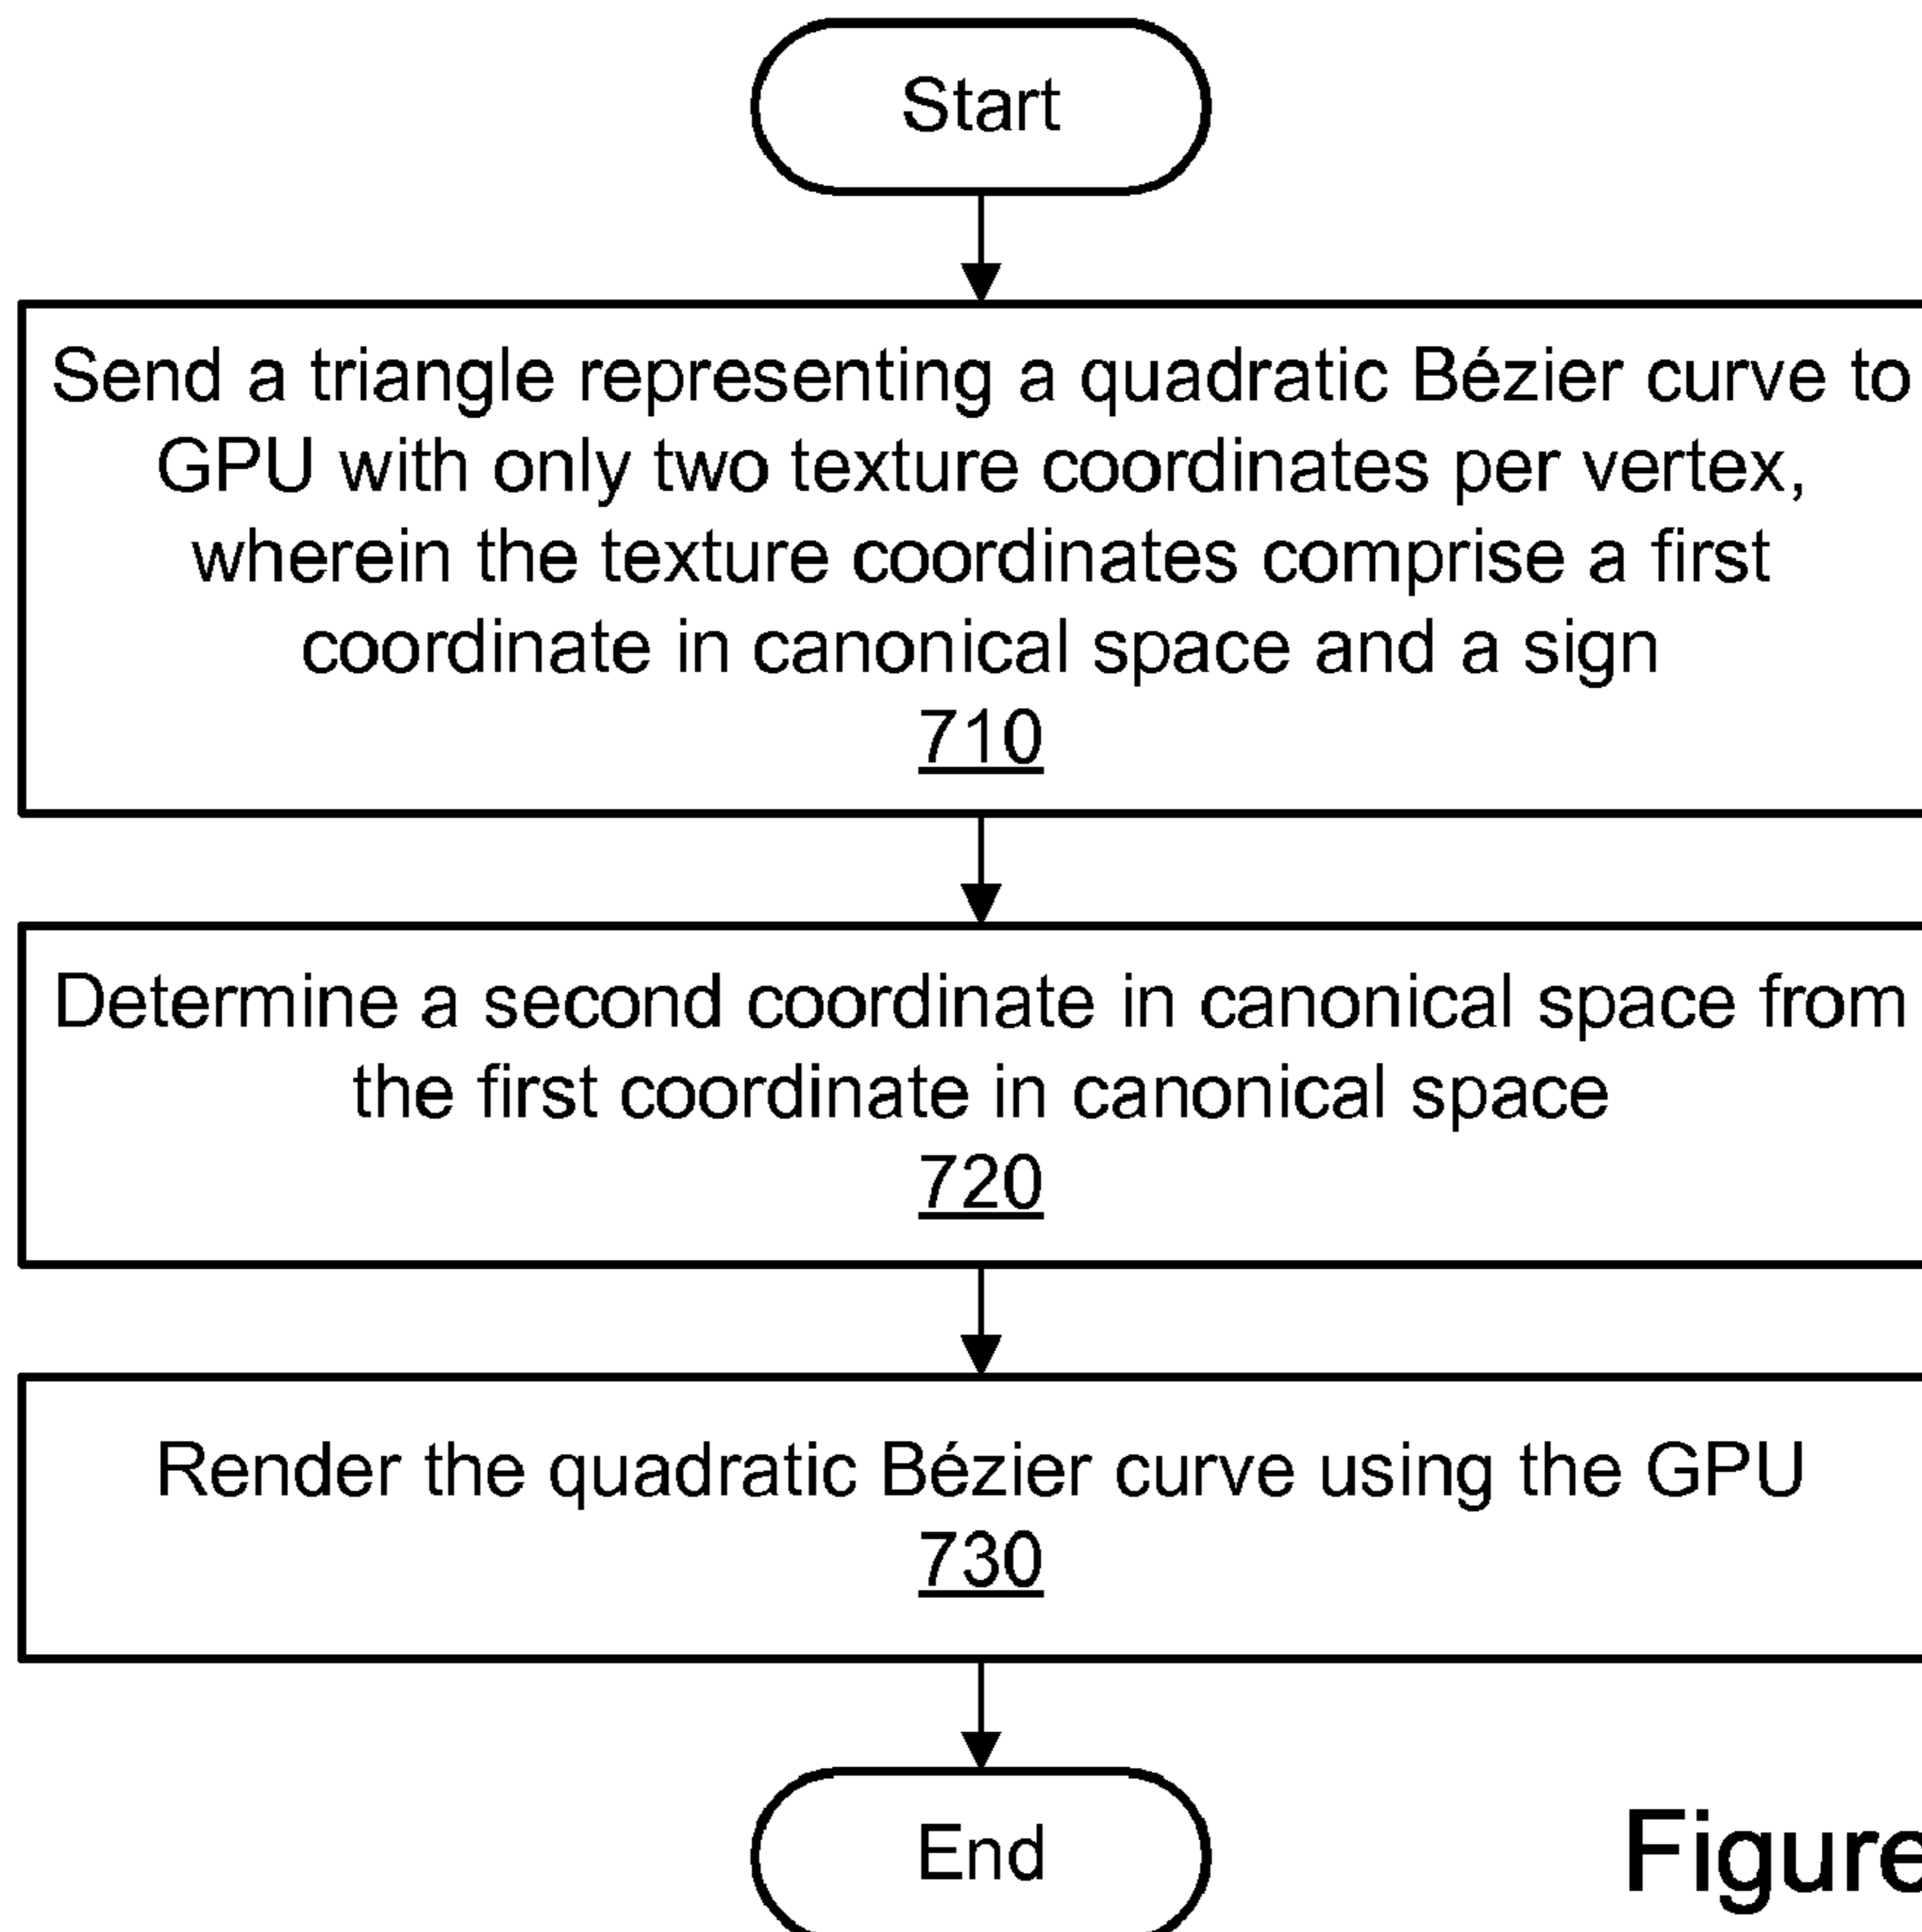 Start
Send a triangle representing a quadratic Bézier curve to
GPU with only two texture coordinates per vertex,
wherein the texture coordinates comprise a first
coordinate in canonical space and a sign
710
Determine a second coordinate in canonical space from
the first coordinate in canonical space
720
Render the quadratic Bézier curve using the GPU
730
End
Figure